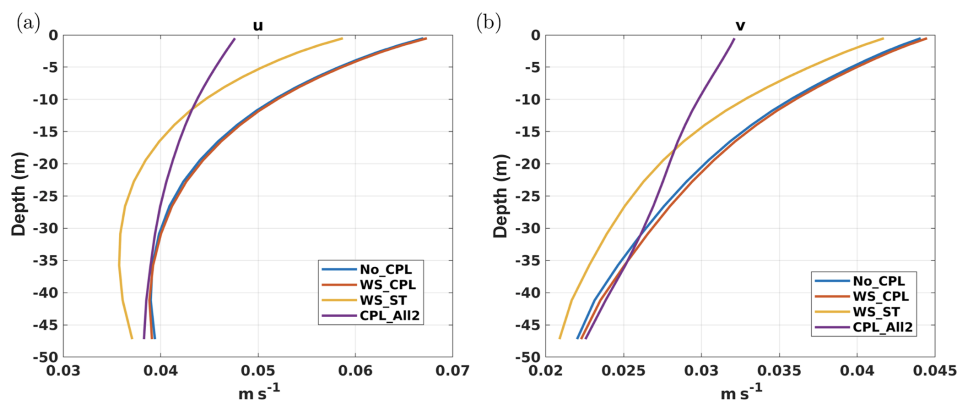 (a)
u
0
-5
-10
-15
-20
-25
-30
-35
-40
-45
-50
Depth (m)
No_CPL
WS_CPL
WS_ST
CPL_All2
0.03 0.04 0.05 0.06 0.07
m s⁻¹
(b)
v
0
-5
-10
-15
-20
-25
-30
-35
-40
-45
-50
Depth (m)
No_CPL
WS_CPL
WS_ST
CPL_All2
0.02 0.025 0.03 0.035 0.04 0.045
m s⁻¹